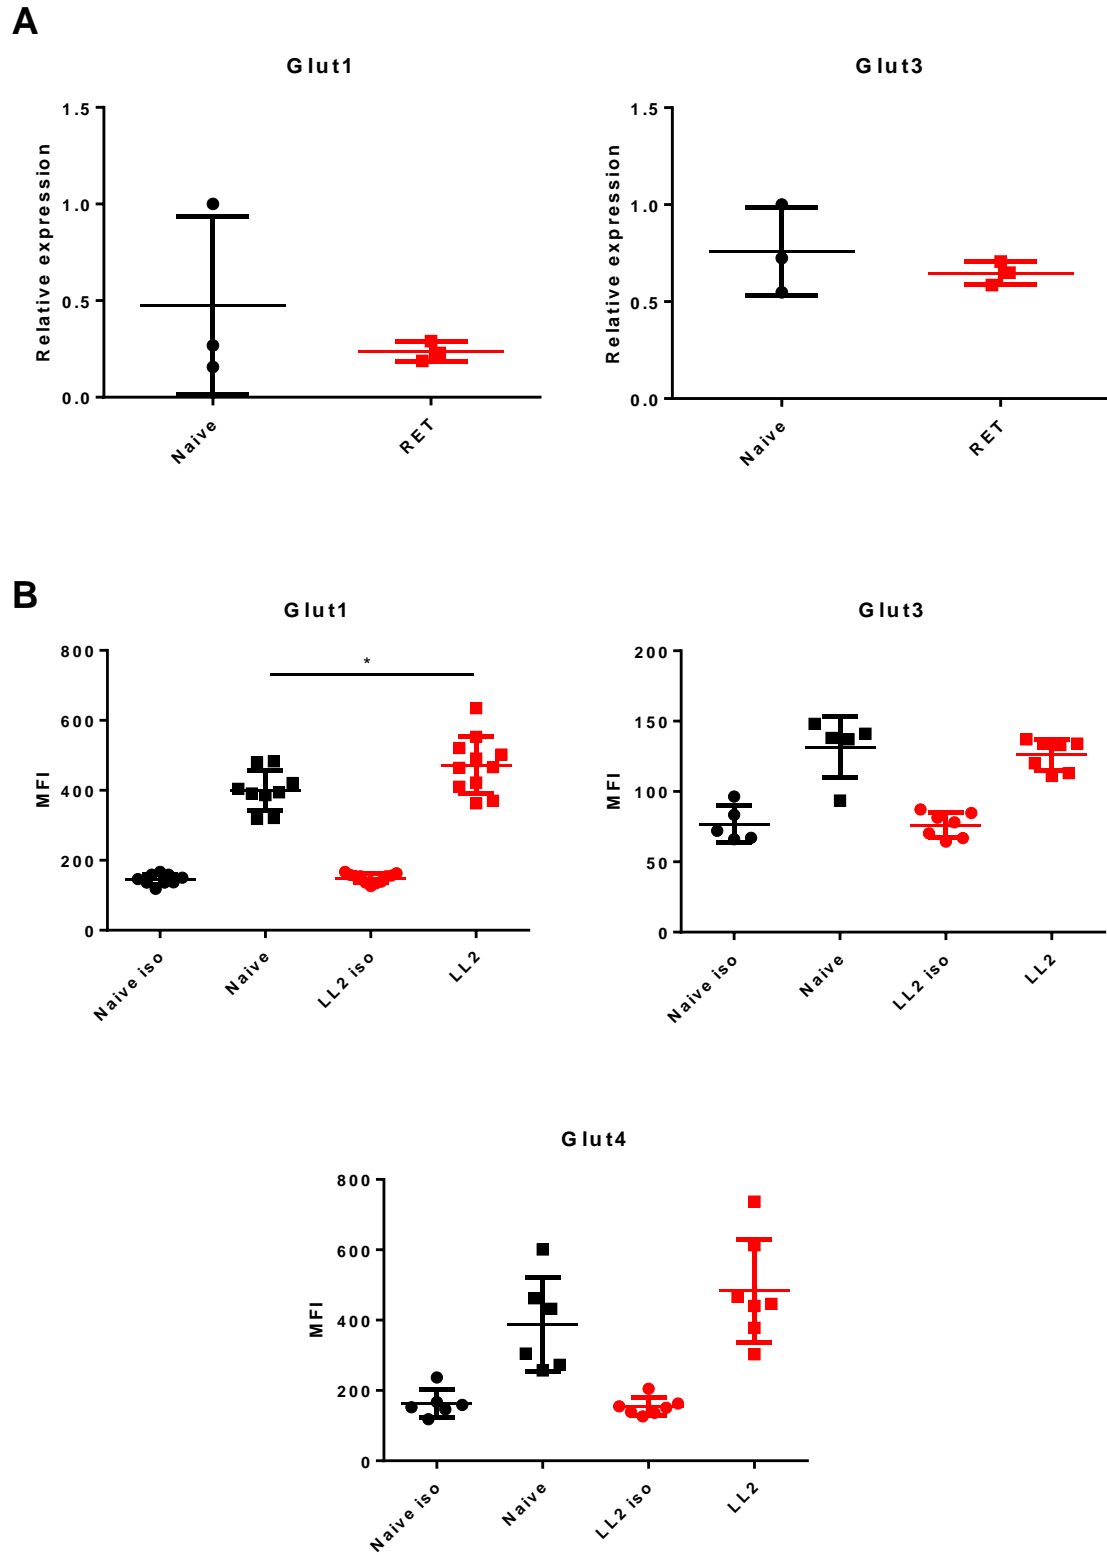 A
Glut1
Relative expression
1.5
1.0
0.5
0.0
Naive
RET
Glut3
Relative expression
1.5
1.0
0.5
0.0
Naive
RET
B
Glut1
MFI
800
600
400
200
0
*
Naive iso
Naive
LL2 iso
LL2
Glut3
MFI
200
150
100
50
0
Naive iso
Naive
LL2 iso
LL2
Glut4
MFI
800
600
400
200
0
Naive iso
Naive
LL2 iso
LL2